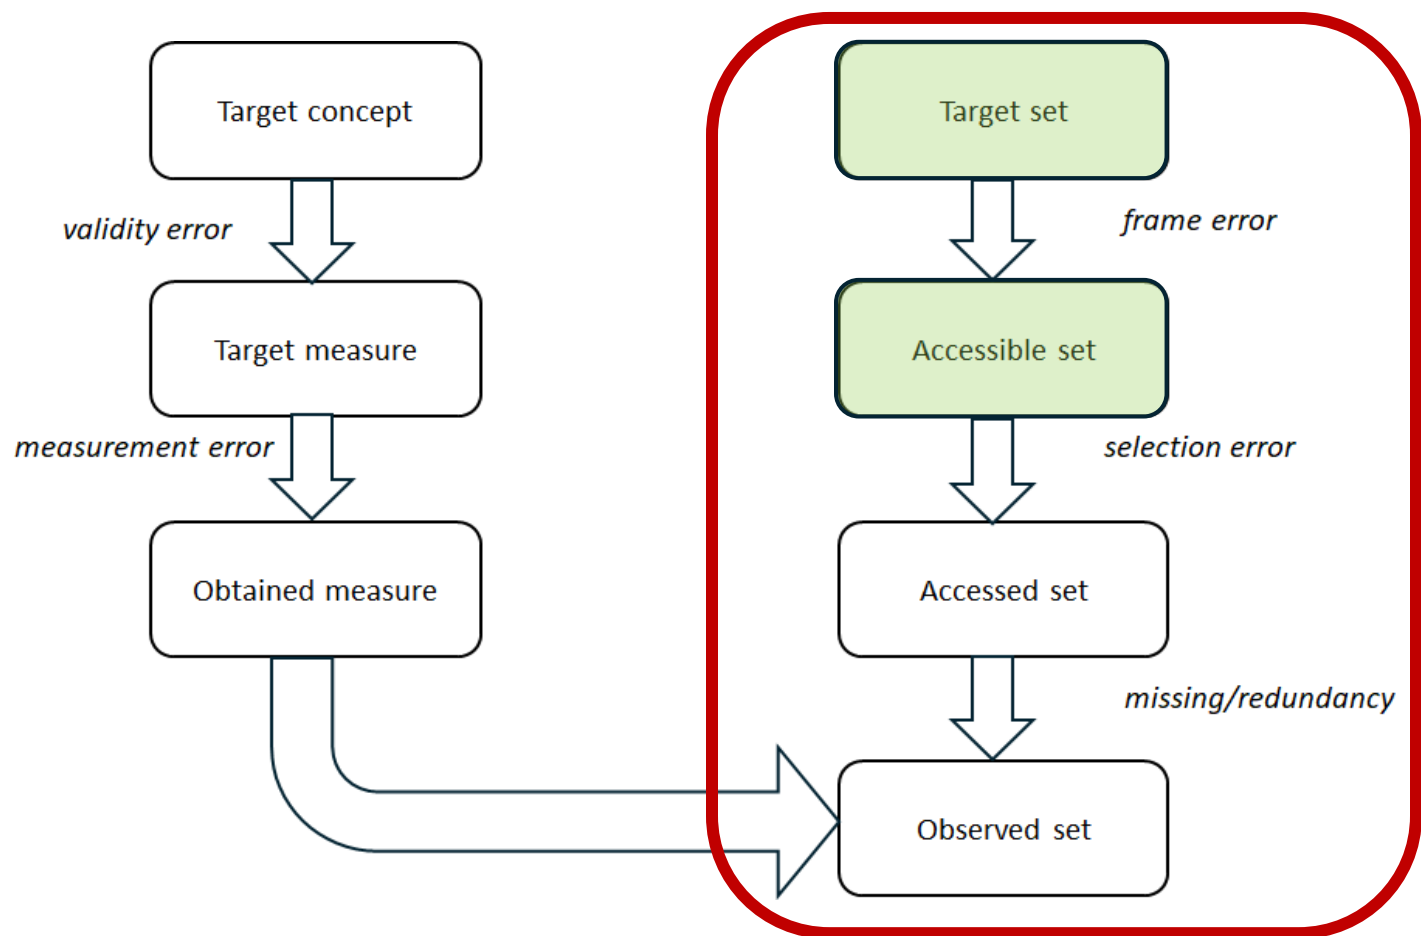 Target concept
validity error
Target measure
measurement error
Obtained measure
Target set
frame error
Accessible set
selection error
Accessed set
missing/redundancy
Observed set